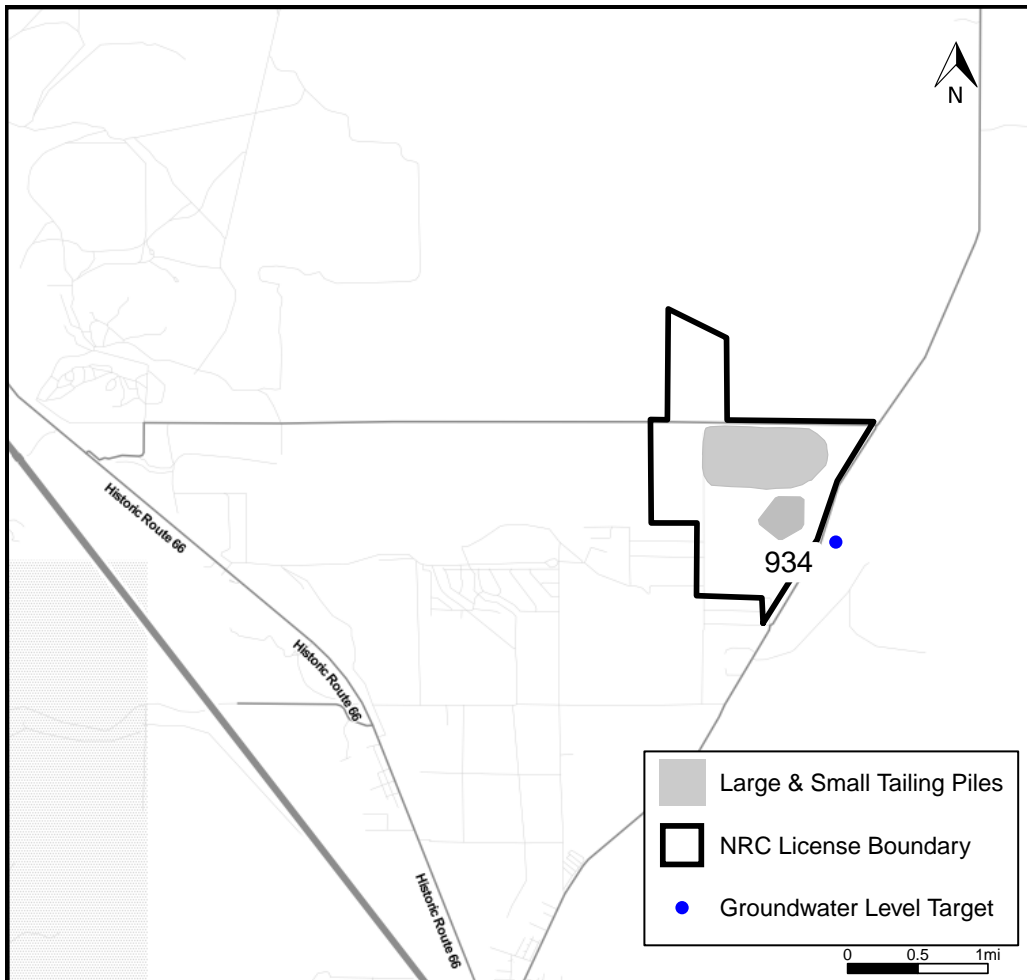 N
934
Historic Route 66
Historic Route 66
Historic Route 66
Large & Small Tailing Piles
NRC License Boundary
Groundwater Level Target
0 0.5 1mi